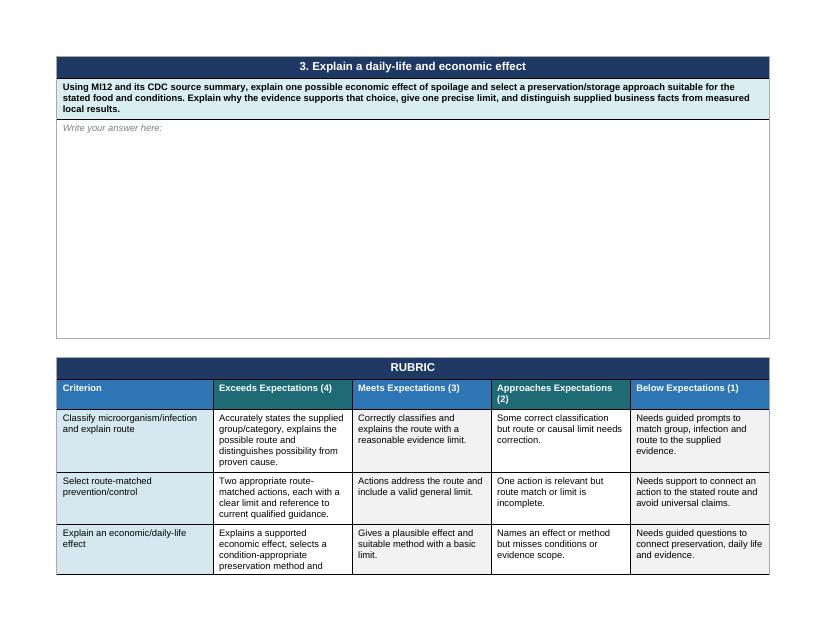 3. Explain a daily-life and economic effect
Using MI12 and its CDC source summary, explain one possible economic effect of spoilage and select a preservation/storage approach suitable for the
stated food and conditions. Explain why the evidence supports that choice, give one precise limit, and distinguish supplied business facts from measured
local results.
Write your answer here:
RUBRIC
Criterion
Exceeds Expectations (4)
Meets Expectations (3)
Approaches Expectations
(2)
Below Expectations (1)
Classify microorganism/infection
and explain route
Accurately states the supplied
group/category, explains the
possible route and
distinguishes possibility from
proven cause.
Correctly classifies and
explains the route with a
reasonable evidence limit.
Some correct classification
but route or causal limit needs
correction.
Needs guided prompts to
match group, infection and
route to the supplied
evidence.
Select route-matched
prevention/control
Two appropriate route-
matched actions, each with a
clear limit and reference to
current qualified guidance.
Actions address the route and
include a valid general limit.
One action is relevant but
route match or limit is
incomplete.
Needs support to connect an
action to the stated route and
avoid universal claims.
Explain an economic/daily-life
effect
Explains a supported
economic effect, selects a
condition-appropriate
preservation method and
Gives a plausible effect and
suitable method with a basic
limit.
Names an effect or method
but misses conditions or
evidence scope.
Needs guided questions to
connect preservation, daily life
and evidence.